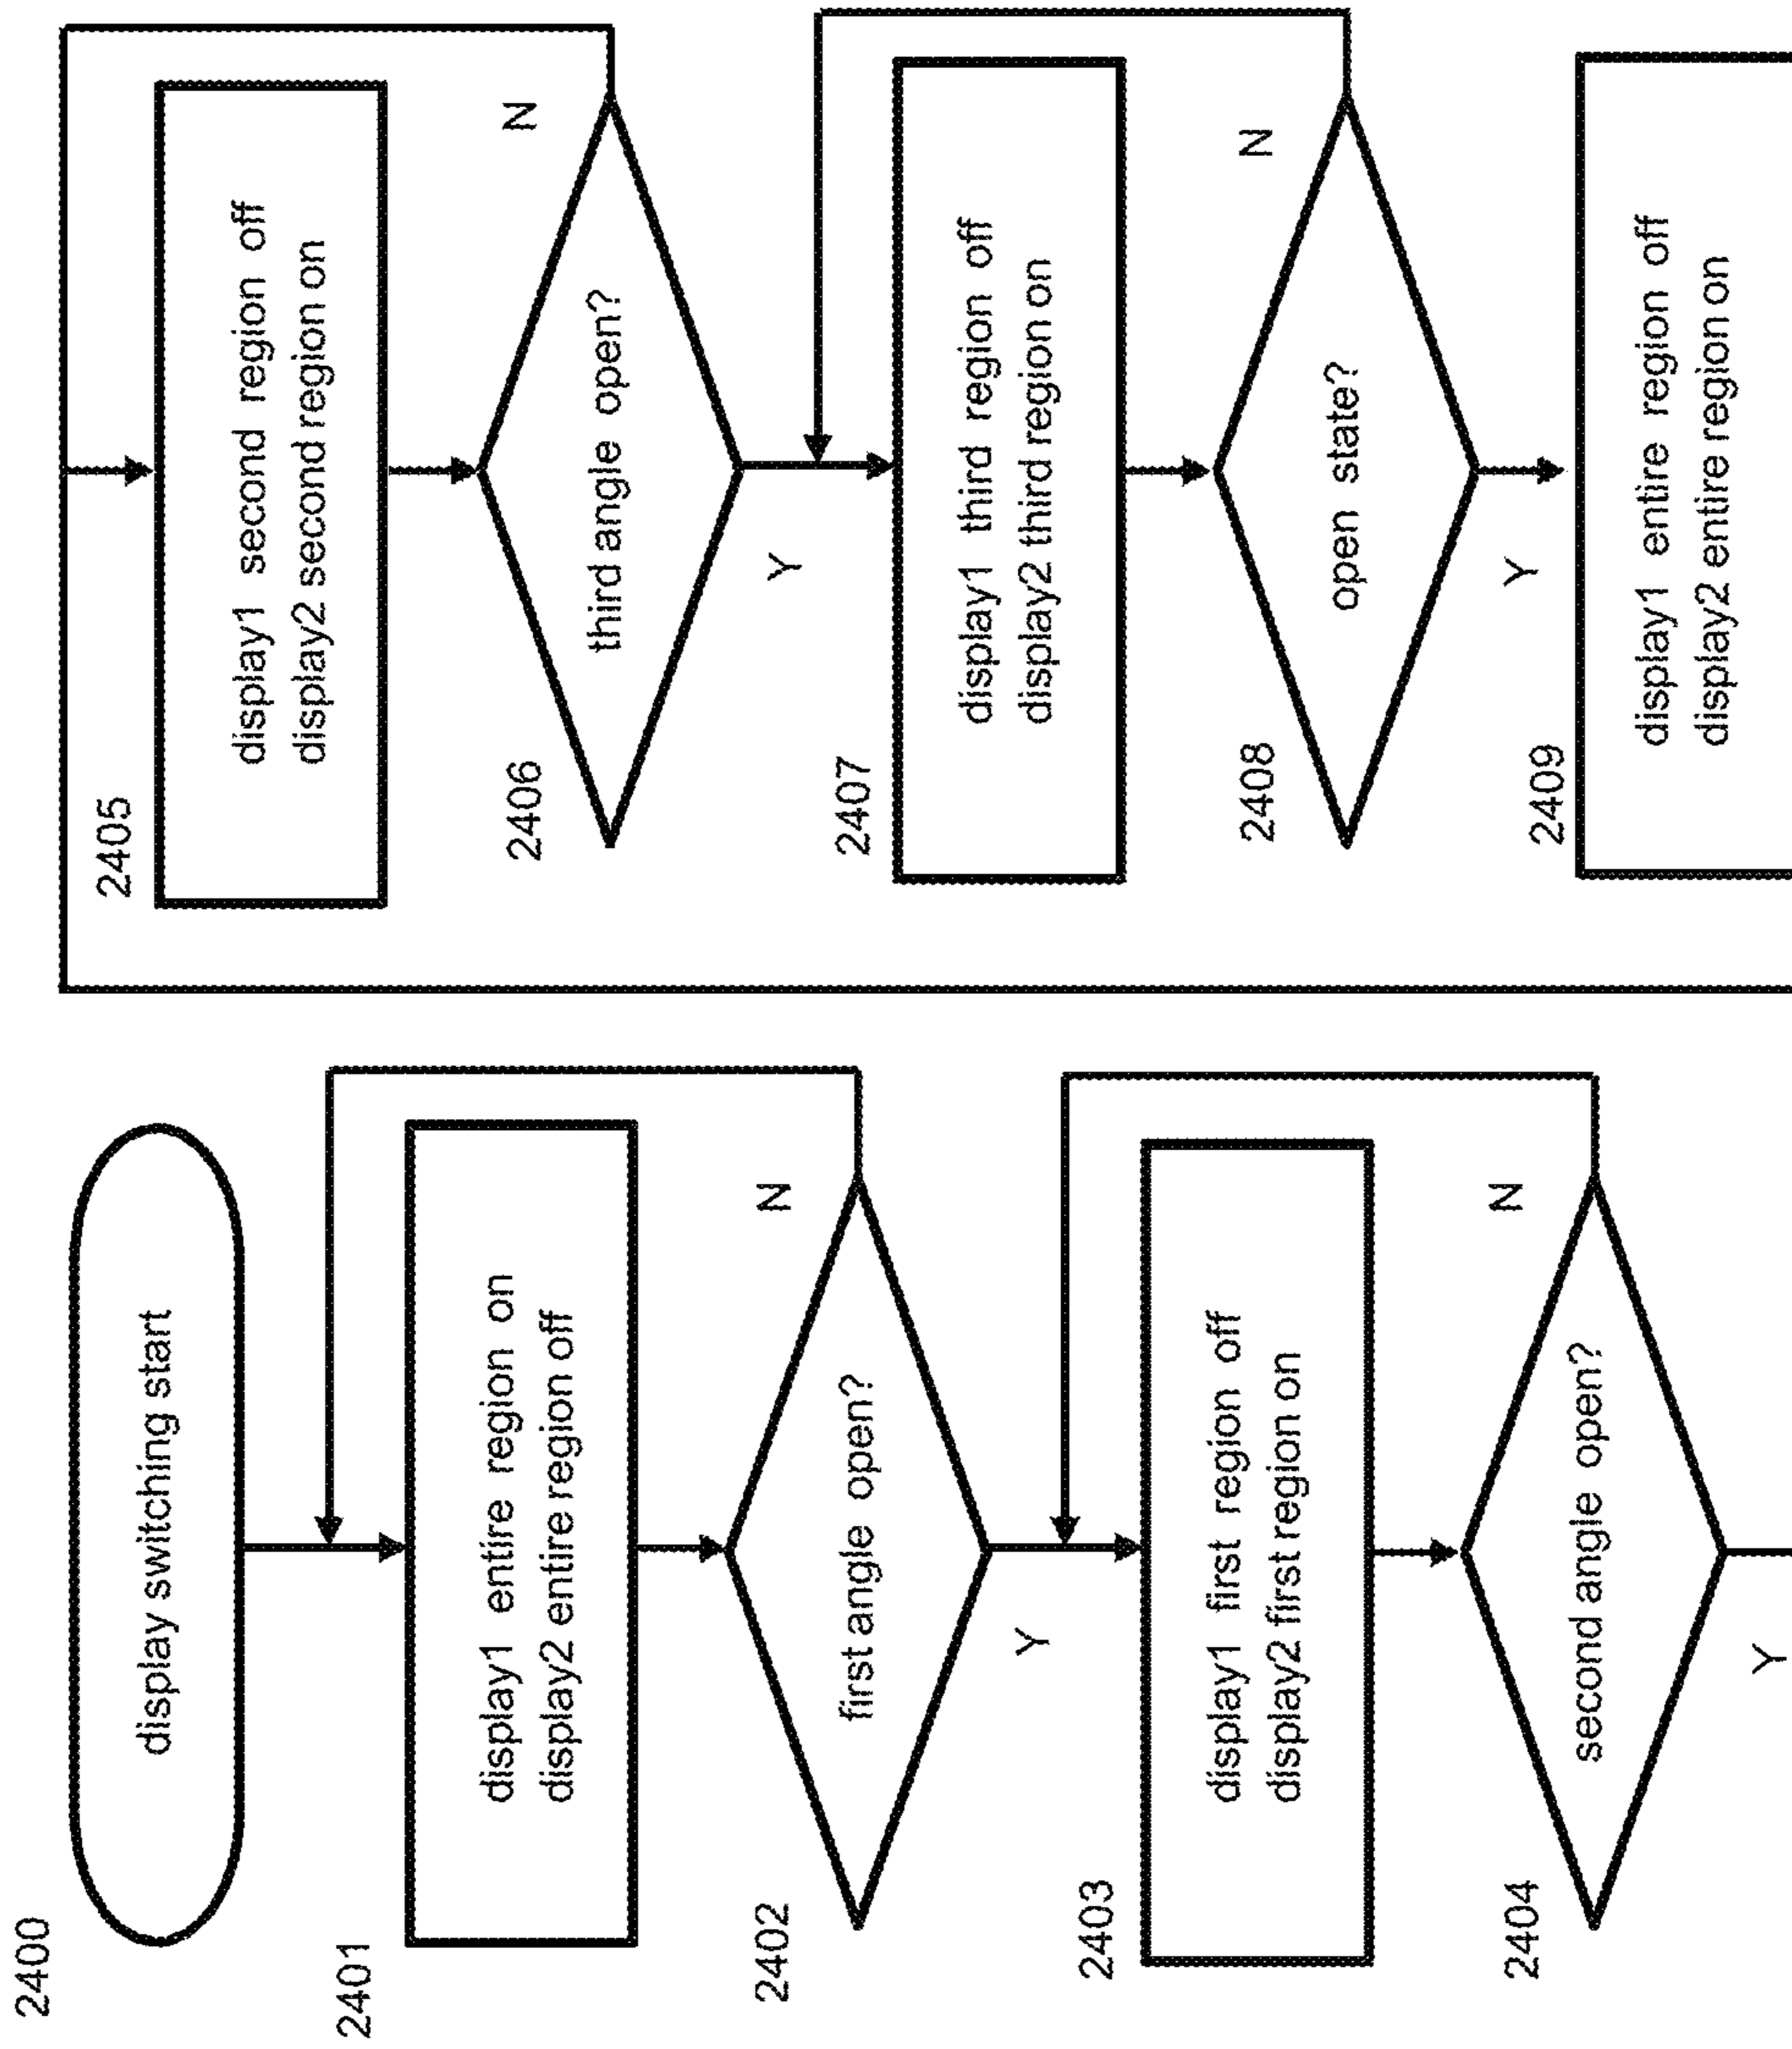 2400
display switching start
2401
display1 entire region on
display2 entire region off
2402
first angle open?
N
Y
2403
display1 first region off
display2 first region on
2404
second angle open?
N
Y
2405
display1 second region off
display2 second region on
2406
third angle open?
N
Y
2407
display1 third region off
display2 third region on
2408
open state?
N
Y
2409
display1 entire region off
display2 entire region on